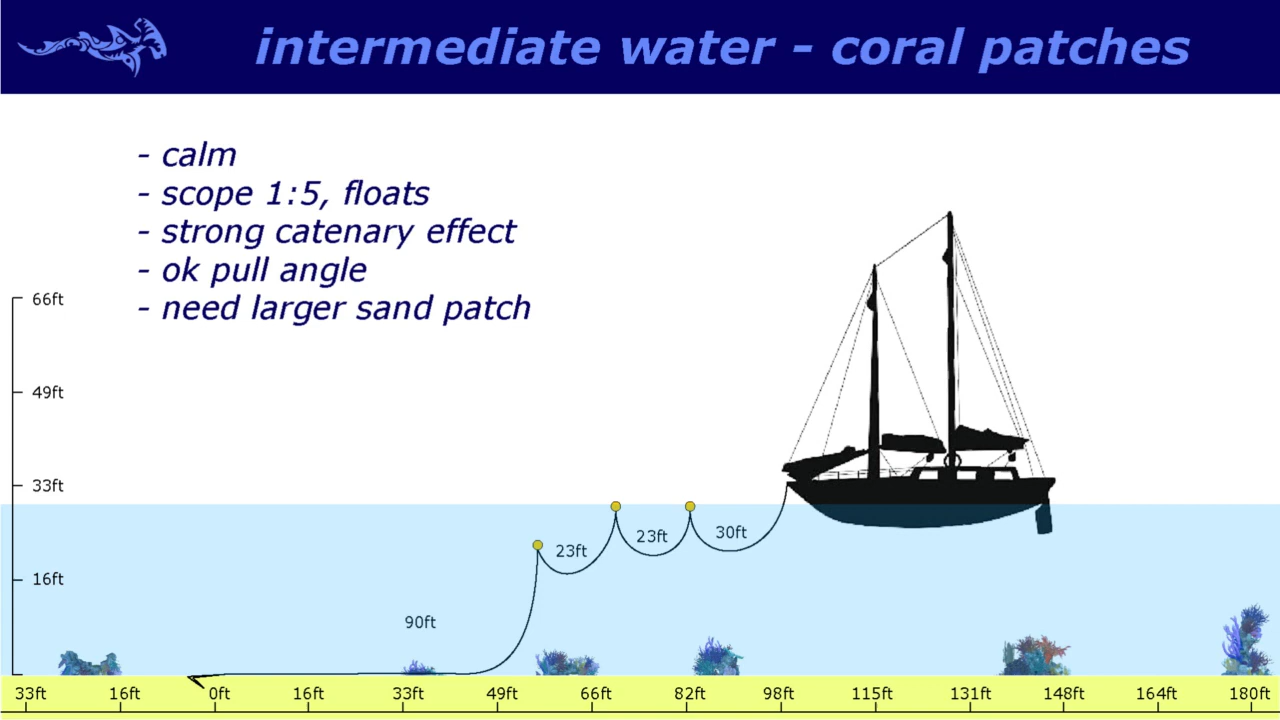 intermediate water - coral patches
- calm
- scope 1:5, floats
- strong catenary effect
- ok pull angle
- need larger sand patch
66ft
49ft
33ft
16ft
23ft
23ft
30ft
90ft
33ft 16ft 0ft 16ft 33ft 49ft 66ft 82ft 98ft 115ft 131ft 148ft 164ft 180ft